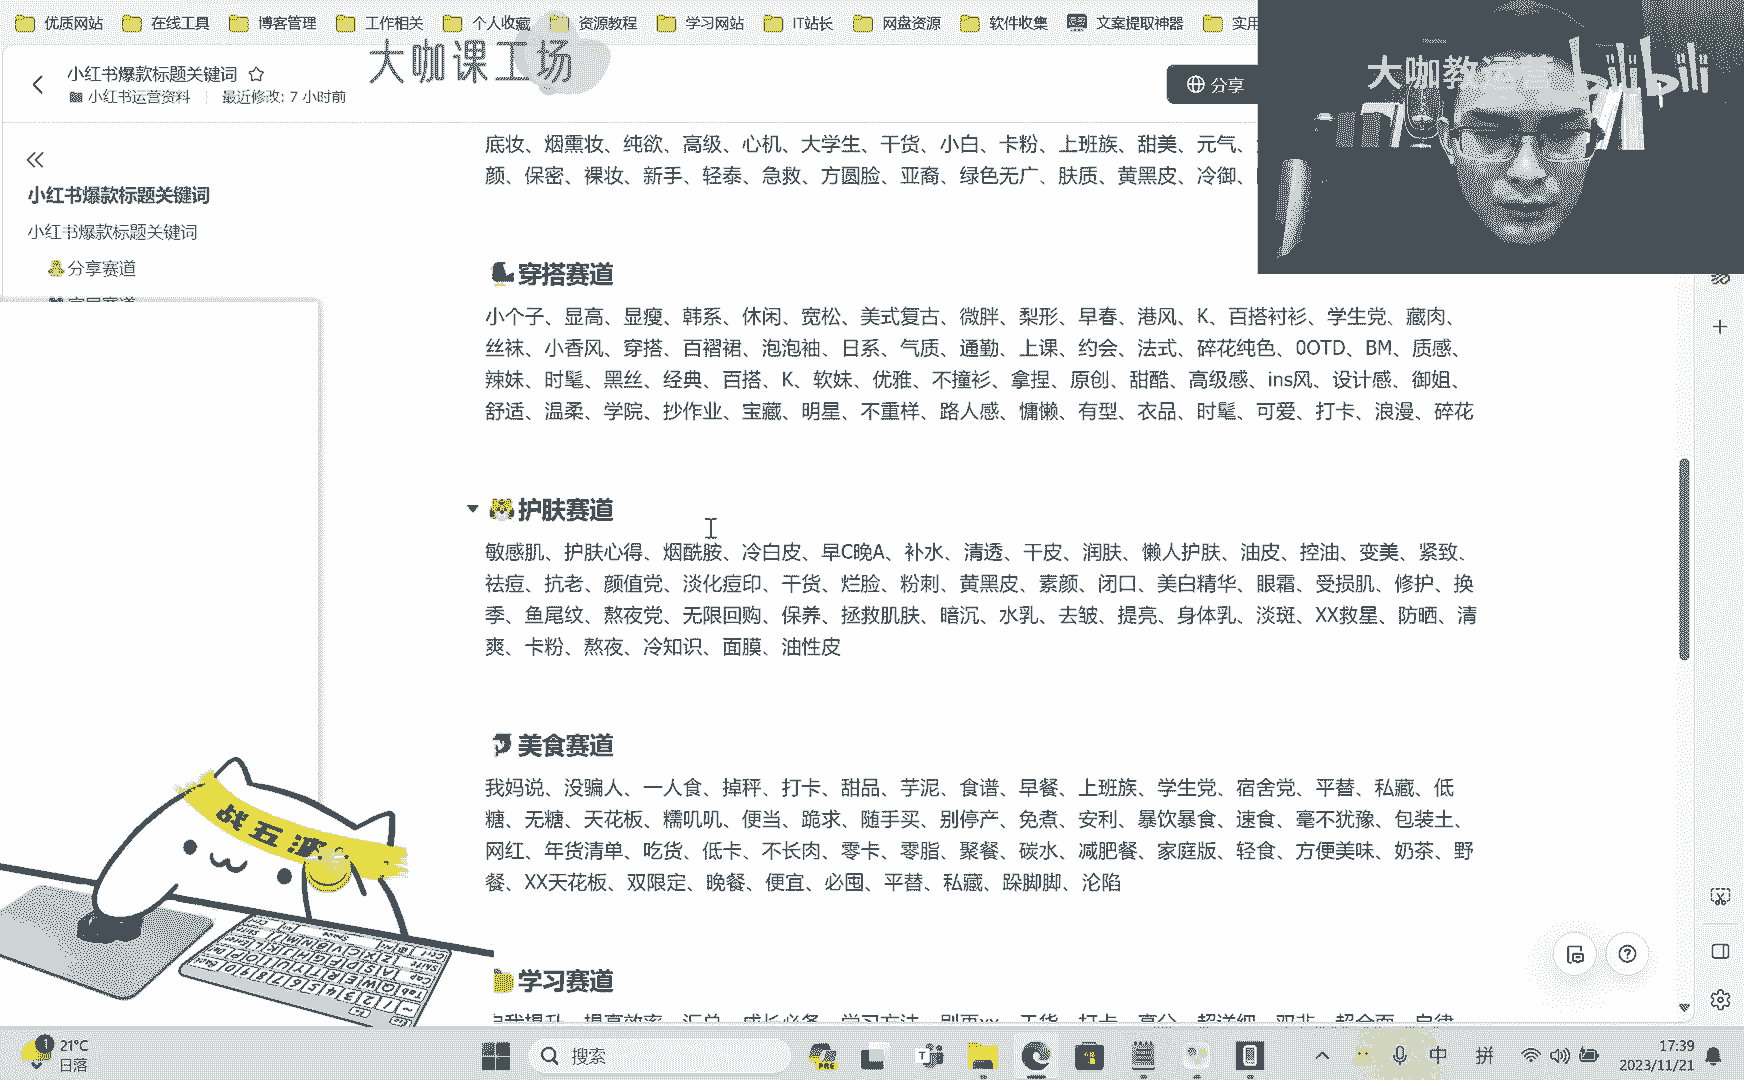 优质网站 在线工具 博客管理 工作相关 个人收藏 资源教程 学习网站 IT站长 网盘资源 软件收集 文案提取神器 实用
大咖课工场
大咖教运营 bilibili
小红书爆款标题关键词
小红书运营资料 最近修改: 7 小时前
分享
小红书爆款标题关键词
小红书爆款标题关键词
分享赛道
底妆、烟熏妆、纯欲、高级、心机、大学生、干货、小白、卡粉、上班族、甜美、元气、
颜、保密、裸妆、新手、轻泰、急救、方圆脸、亚裔、绿色无广、肤质、黄黑皮、冷御、
穿搭赛道
小个子、显高、显瘦、韩系、休闲、宽松、美式复古、微胖、梨形、早春、港风、K、百搭衬衫、学生党、藏肉、
丝袜、小香风、穿搭、百褶裙、泡泡袖、日系、气质、通勤、上课、约会、法式、碎花纯色、0OTD、BM、质感、
辣妹、时髦、黑丝、经典、百搭、K、软妹、优雅、不撞衫、拿捏、原创、甜酷、高级感、ins风、设计感、御姐、
舒适、温柔、学院、抄作业、宝藏、明星、不重样、路人感、慵懒、有型、衣品、时髦、可爱、打卡、浪漫、碎花
护肤赛道
敏感肌、护肤心得、烟酰胺、冷白皮、早C晚A、补水、清透、干皮、润肤、懒人护肤、油皮、控油、变美、紧致、
祛痘、抗老、颜值党、淡化痘印、干货、烂脸、粉刺、黄黑皮、素颜、闭口、美白精华、眼霜、受损肌、修护、换
季、鱼尾纹、熬夜党、无限回购、保养、拯救肌肤、暗沉、水乳、去皱、提亮、身体乳、淡斑、XX救星、防晒、清
爽、卡粉、熬夜、冷知识、面膜、油性皮
美食赛道
我妈说、没骗人、一人食、掉秤、打卡、甜品、芋泥、食谱、早餐、上班族、学生党、宿舍党、平替、私藏、低
糖、无糖、天花板、糯叽叽、便当、跪求、随手买、别停产、免煮、安利、暴饮暴食、速食、毫不犹豫、包装土、
网红、年货清单、吃货、低卡、不长肉、零卡、零脂、聚餐、碳水、减肥餐、家庭版、轻食、方便美味、奶茶、野
餐、XX天花板、双限定、晚餐、便宜、必囤、平替、私藏、跺脚脚、沦陷
战五渣
学习赛道
1
21°C
日落
搜索
PRE
中 拼
17:39
2023/11/21